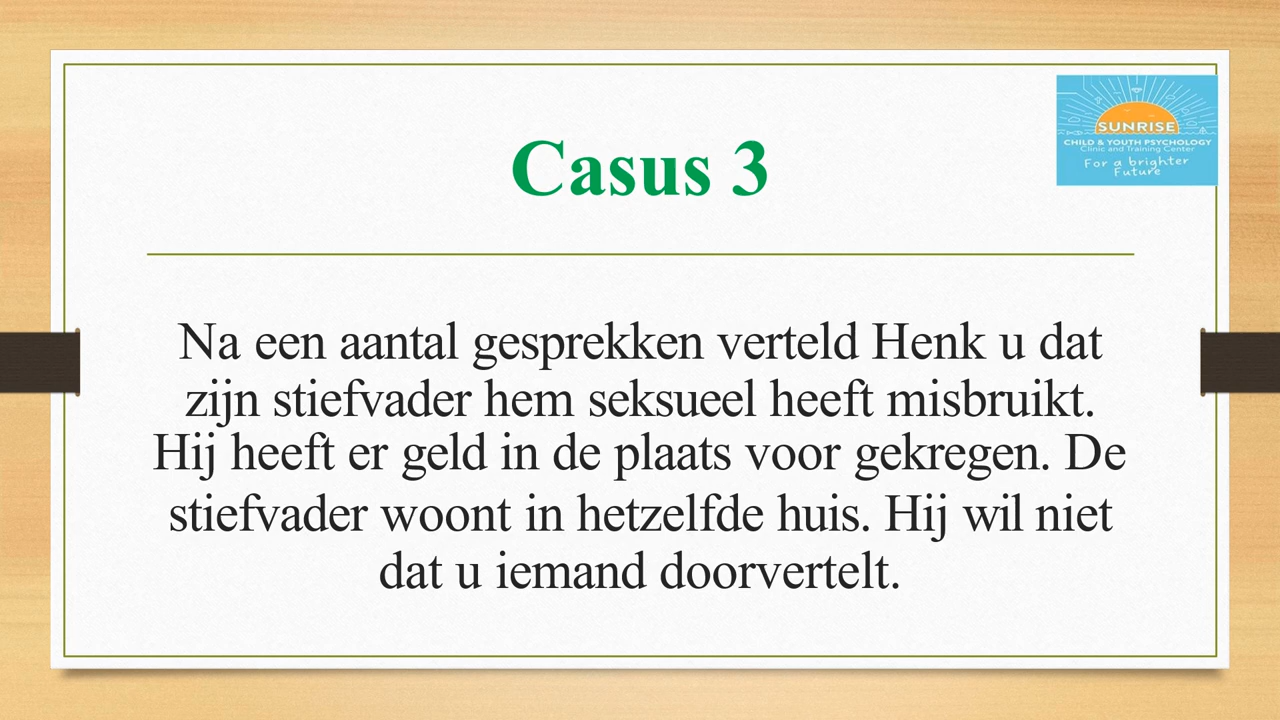 SUNRISE
CHILD & YOUTH PSYCHOLOGY
Clinic and Training Center
For a brighter
Future
Casus 3
Na een aantal gesprekken verteld Henk u dat
zijn stiefvader hem seksueel heeft misbruikt.
Hij heeft er geld in de plaats voor gekregen. De
stiefvader woont in hetzelfde huis. Hij wil niet
dat u iemand doorvertelt.